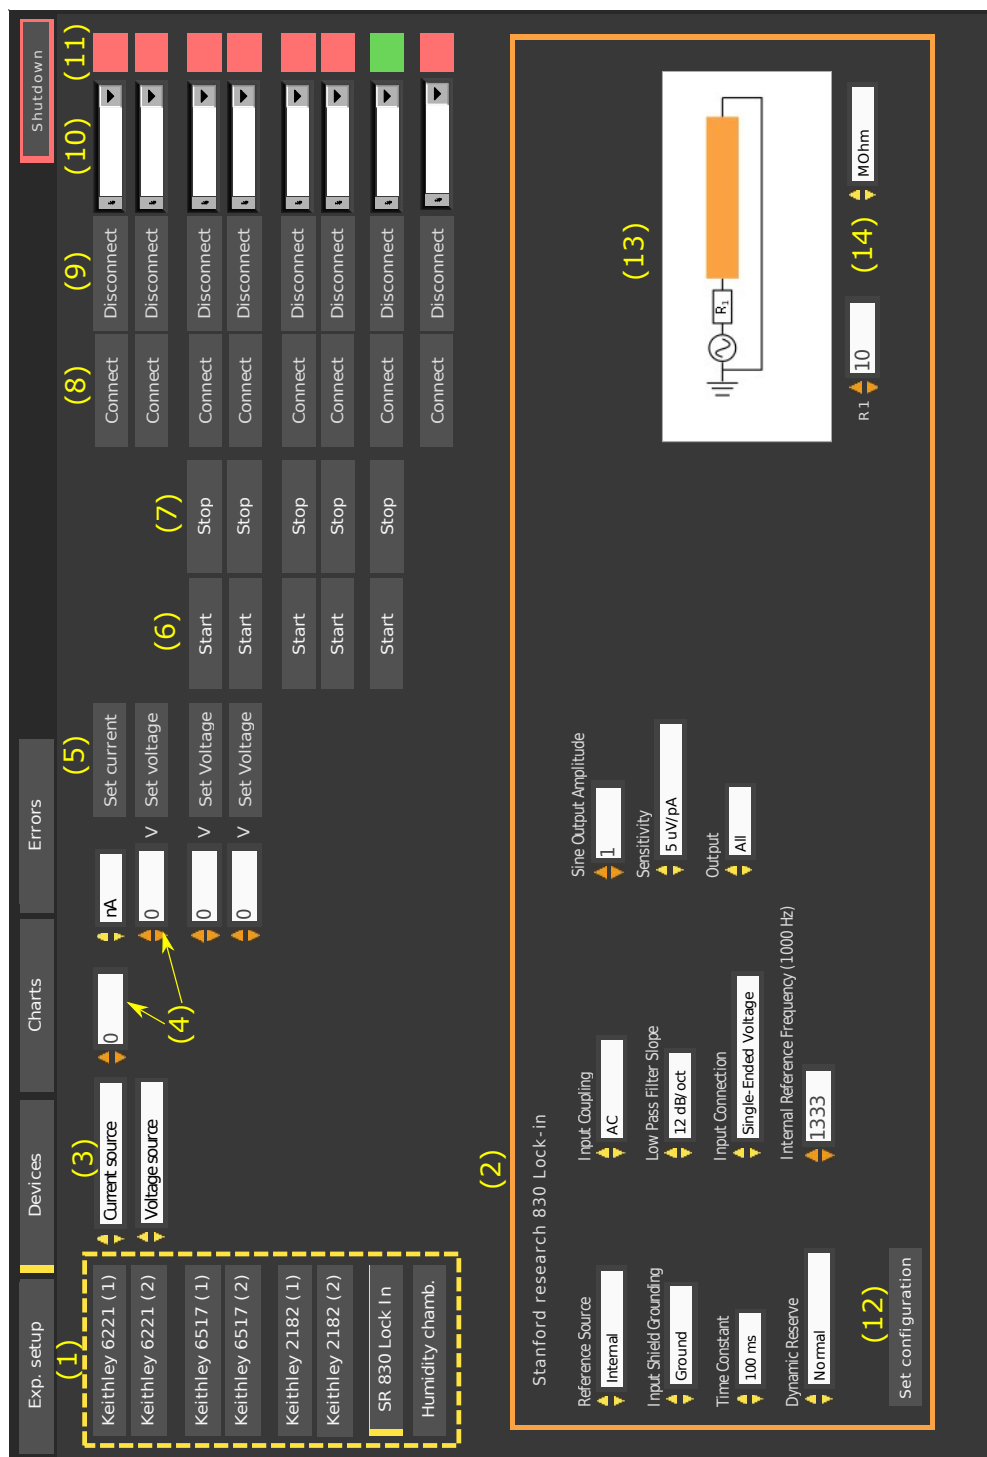 Exp. setup Devices Charts Errors Shutdown
(1) (3) (5) (8) (9) (10) (11)
Keithley 6221 (1) Current source 0 nA Set current Connect Disconnect
Keithley 6221 (2) Voltage source 0 V Set voltage Connect Disconnect
(4) (6) (7)
Keithley 6517 (1) 0 V Set Voltage Start Stop Connect Disconnect
Keithley 6517 (2) 0 V Set Voltage Start Stop Connect Disconnect
Keithley 2182 (1) Start Stop Connect Disconnect
Keithley 2182 (2) Start Stop Connect Disconnect
SR 830 Lock In Start Stop Connect Disconnect
Humidity chamb. Connect Disconnect
(2)
Stanford research 830 Lock-in
Reference Source Input Coupling Sine Output Amplitude
Internal AC 1
(13)
Input Shield Grounding Low Pass Filter Slope Sensitivity
Ground 12 dB/oct 5 uV/pA
R1
Time Constant Input Connection Output
100 ms Single-Ended Voltage All
Dynamic Reserve Internal Reference Frequency (1000 Hz)
Normal 1333
R1 10 (14) MOhm
(12)
Set configuration